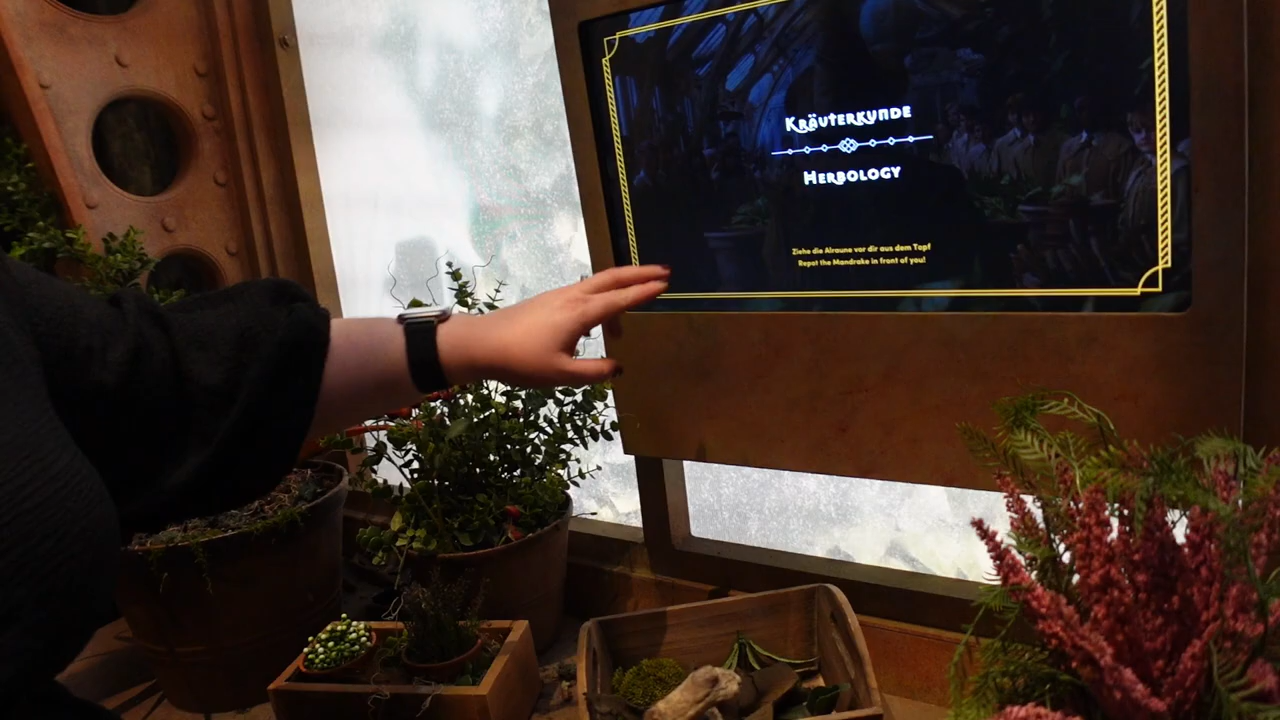 Kräuterkunde
Herbology
Ziehe die Alraune vor dir aus dem Topf
Repot the Mandrake in front of you!